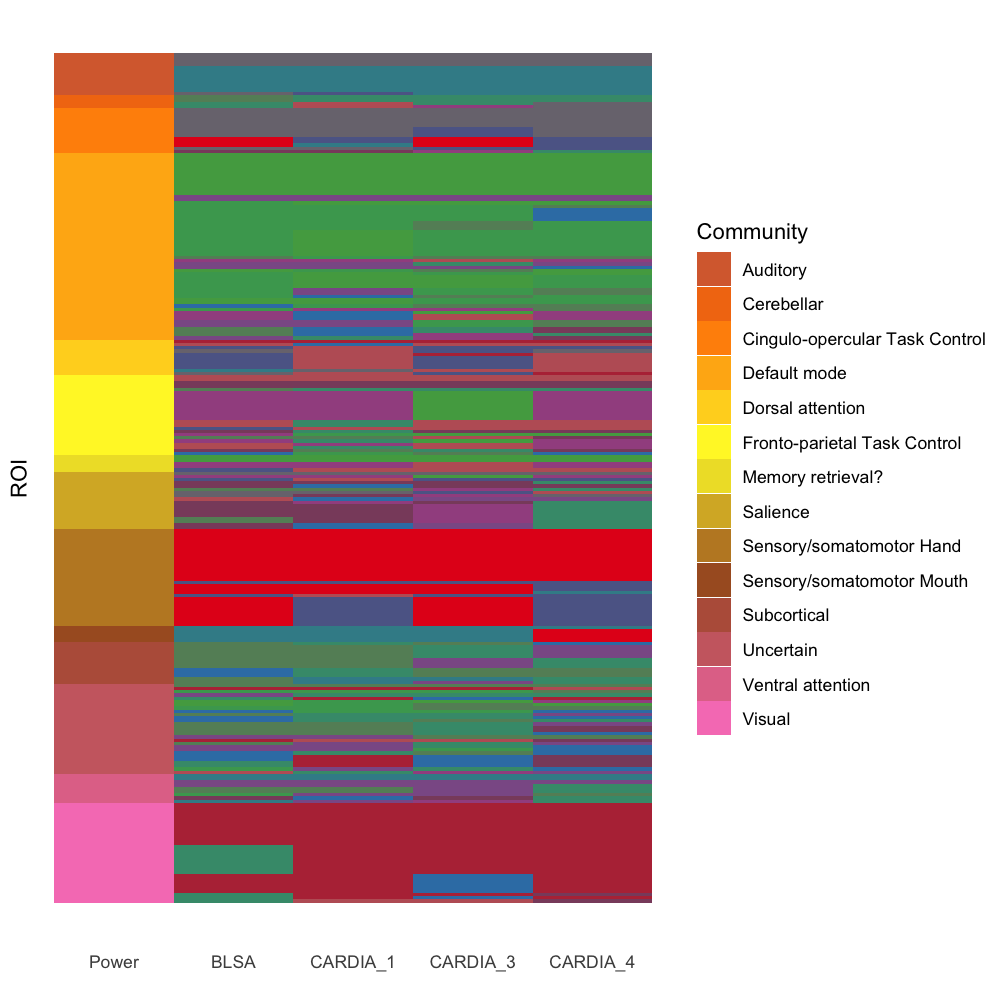 ROI
Power
BLSA
CARDIA_1
CARDIA_3
CARDIA_4
Community
Auditory
Cerebellar
Cingulo-opercular Task Control
Default mode
Dorsal attention
Fronto-parietal Task Control
Memory retrieval?
Salience
Sensory/somatomotor Hand
Sensory/somatomotor Mouth
Subcortical
Uncertain
Ventral attention
Visual